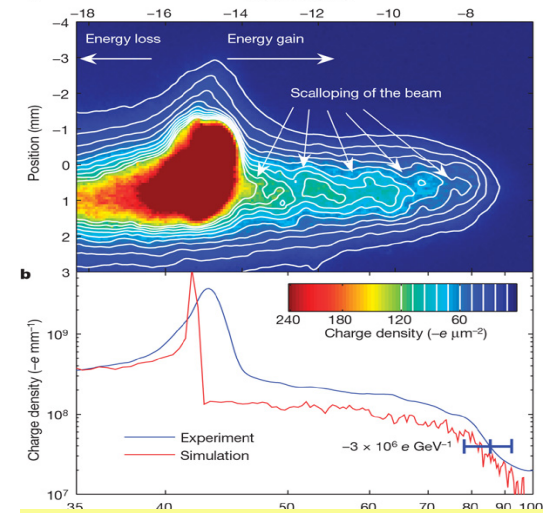 −18 −16 −14 −12 −10 −8
−4
Energy loss Energy gain
−3
−2
Scalloping of the beam
−1
Position (mm)
0
1
2
b
3
240 180 120 60
Charge density (−e µm⁻²)
10⁹
Charge density (−e mm⁻¹)
10⁸
Experiment
Simulation
−3 × 10⁶ e GeV⁻¹
10⁷
35 40 50 60 70 80 90 100